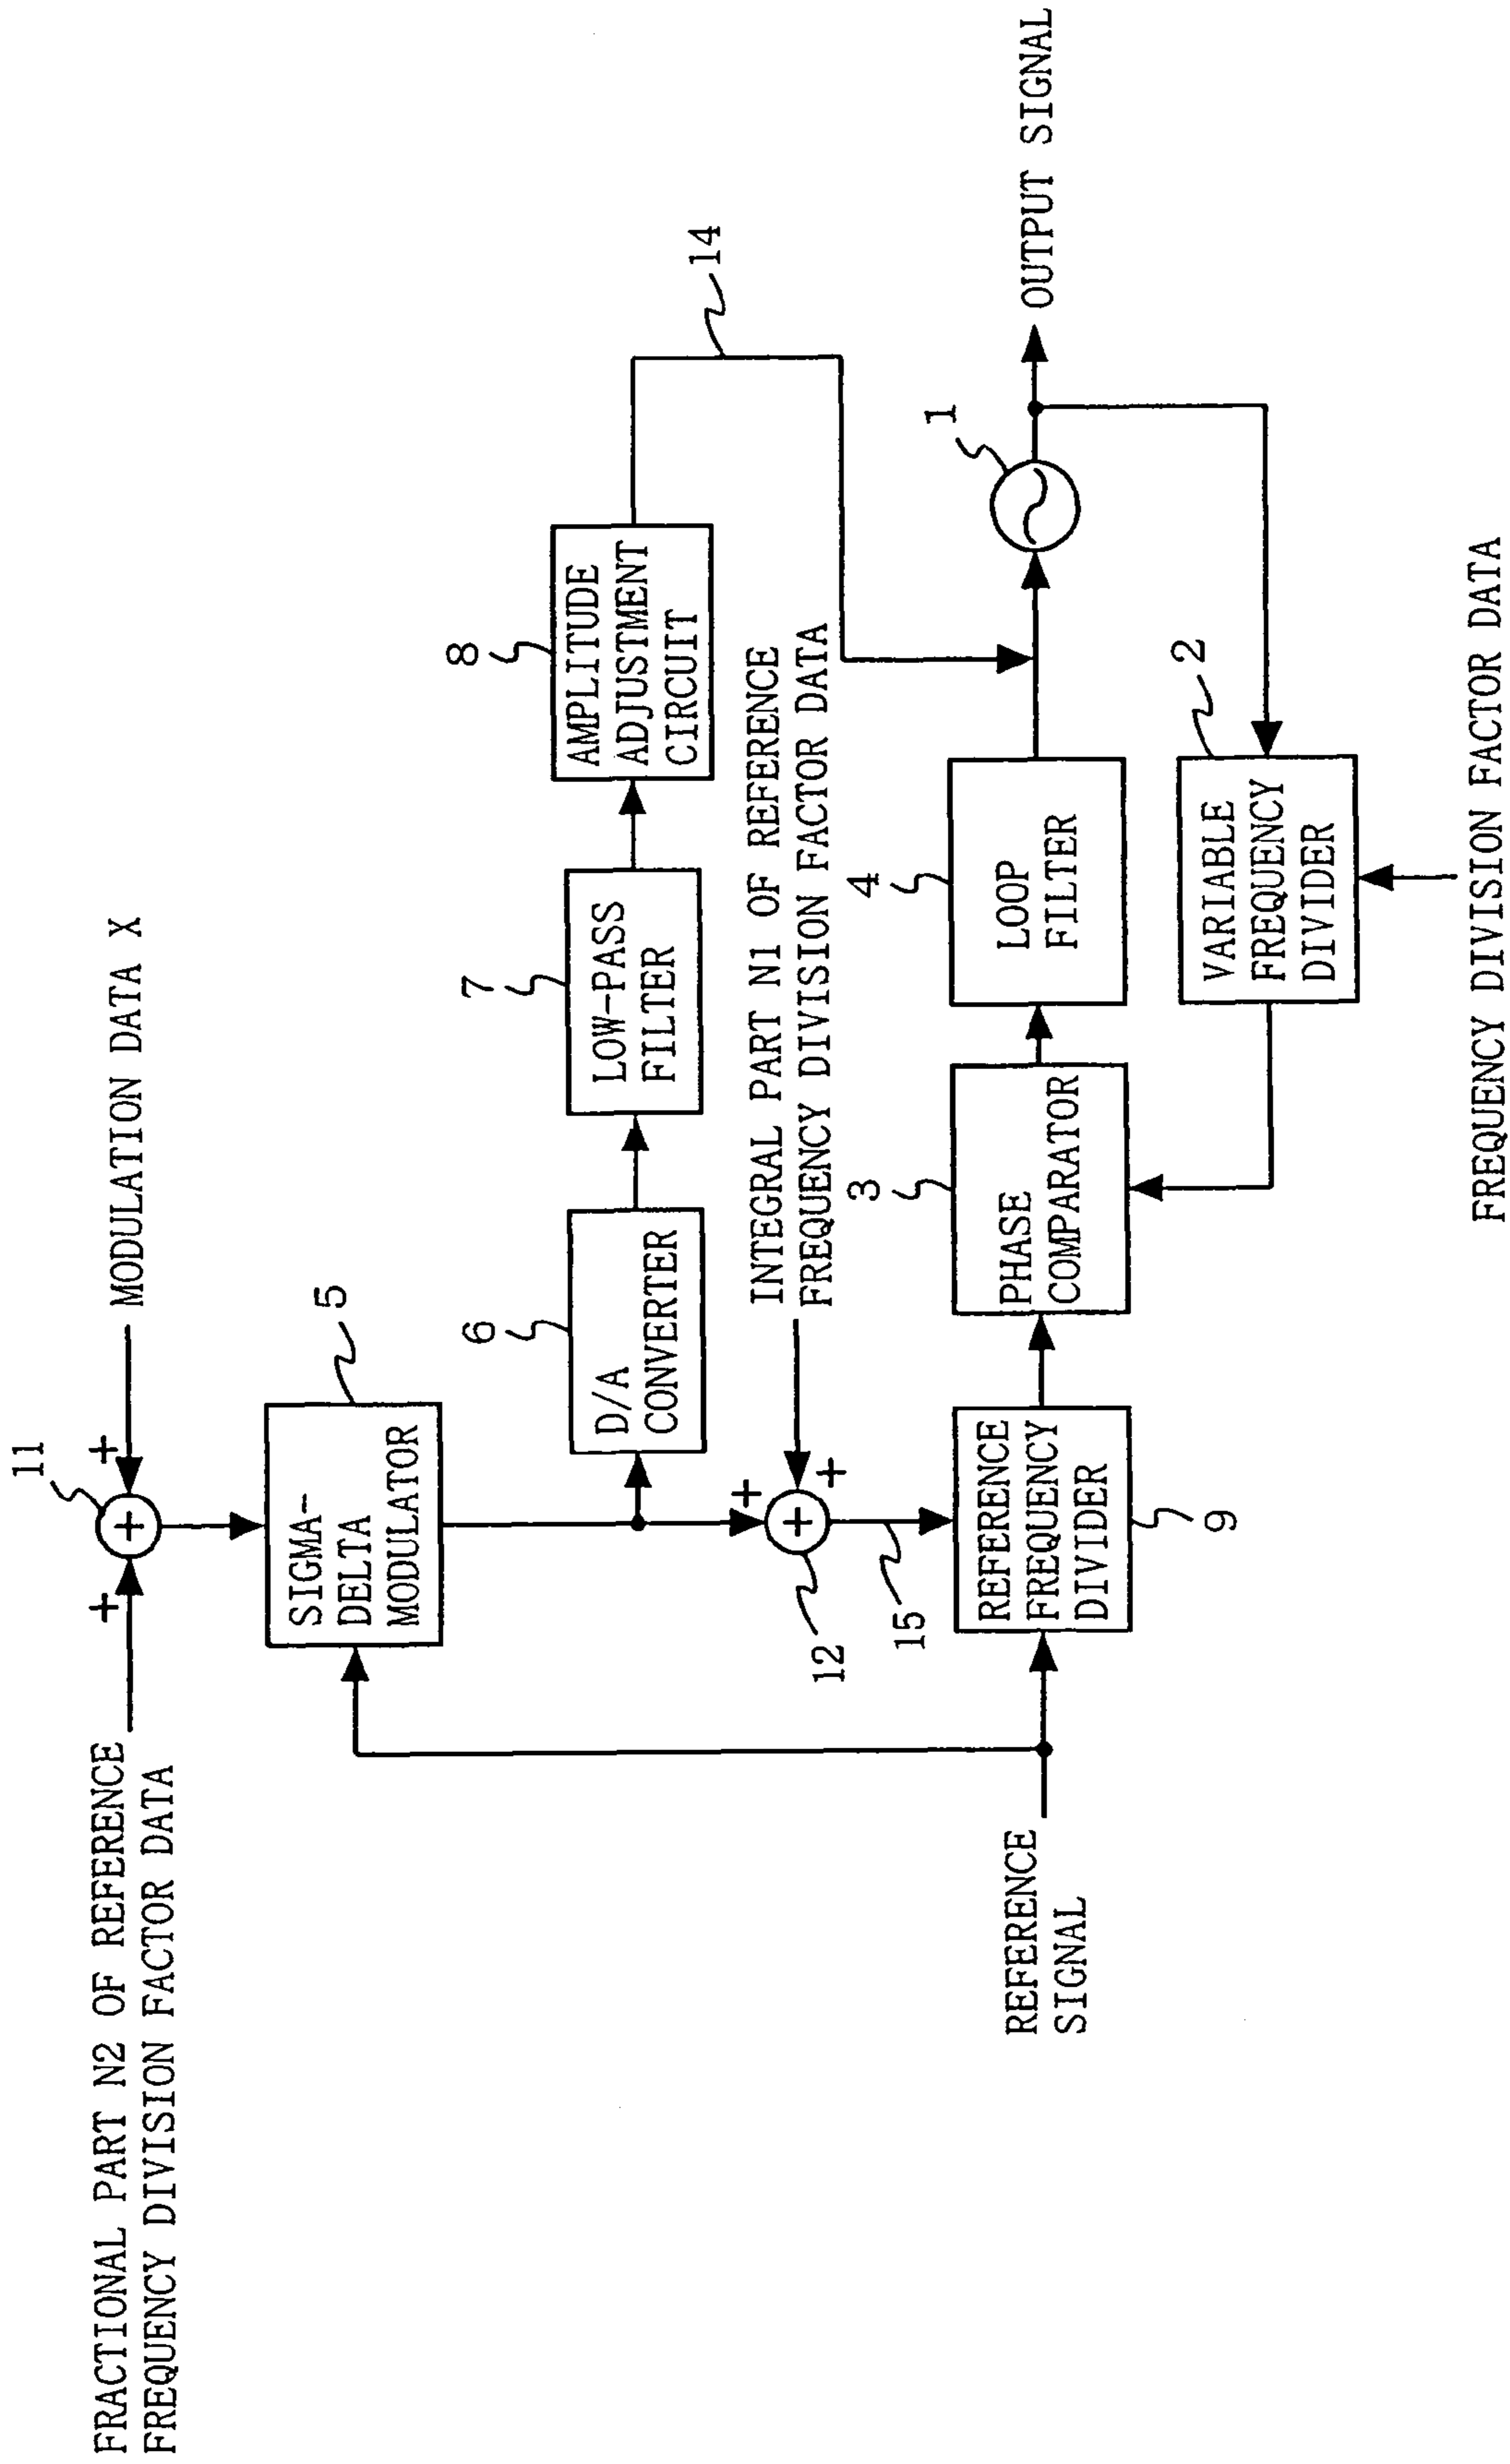 FRACTIONAL PART N2 OF REFERENCE
FREQUENCY DIVISION FACTOR DATA
11
+
+
MODULATION DATA X
5
SIGMA-
DELTA
MODULATOR
6
D/A
CONVERTER
7
LOW-PASS
FILTER
8
AMPLITUDE
ADJUSTMENT
CIRCUIT
14
INTEGRAL PART N1 OF REFERENCE
FREQUENCY DIVISION FACTOR DATA
+
+
12
15
REFERENCE
SIGNAL
REFERENCE
FREQUENCY
DIVIDER
9
3
PHASE
COMPARATOR
4
LOOP
FILTER
1
OUTPUT SIGNAL
2
VARIABLE
FREQUENCY
DIVIDER
FREQUENCY DIVISION FACTOR DATA